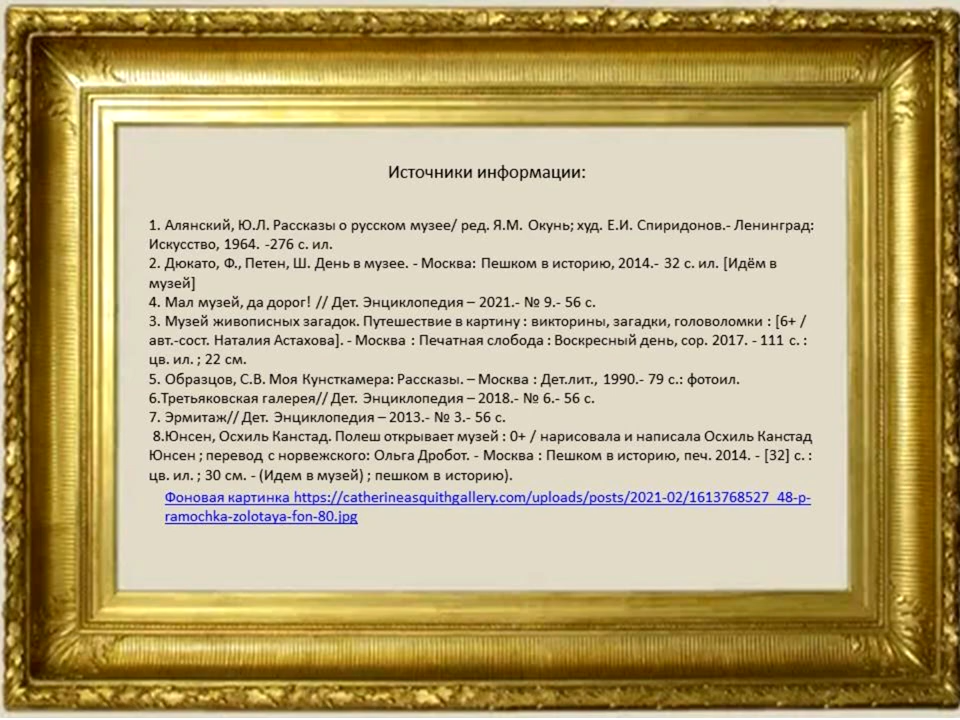 Источники информации:
1. Алянский, Ю.Л. Рассказы о русском музее/ ред. Я.М. Окунь; худ. Е.И. Спиридонов.- Ленинград:
Искусство, 1964. -276 с. ил.
2. Дюкато, Ф., Петен, Ш. День в музее. - Москва: Пешком в историю, 2014.- 32 с. ил. [Идём в
музей]
4. Мал музей, да дорог! // Дет. Энциклопедия – 2021.- № 9.- 56 с.
3. Музей живописных загадок. Путешествие в картину : викторины, загадки, головоломки : [6+ /
авт.-сост. Наталия Астахова]. - Москва : Печатная слобода : Воскресный день, сор. 2017. - 111 с. :
цв. ил. ; 22 см.
5. Образцов, С.В. Моя Кунсткамера: Рассказы. – Москва : Дет.лит., 1990.- 79 с.: фотоил.
6.Третьяковская галерея// Дет. Энциклопедия – 2018.- № 6.- 56 с.
7. Эрмитаж// Дет. Энциклопедия – 2013.- № 3.- 56 с.
8.Юнсен, Осхиль Канстад. Полеш открывает музей : 0+ / нарисовала и написала Осхиль Канстад
Юнсен ; перевод с норвежского: Ольга Дробот. - Москва : Пешком в историю, печ. 2014. - [32] с. :
цв. ил. ; 30 см. - (Идем в музей) ; пешком в историю).
Фоновая картинка https://catherineasquithgallery.com/uploads/posts/2021-02/1613768527_48-p-
ramochka-zolotaya-fon-80.jpg